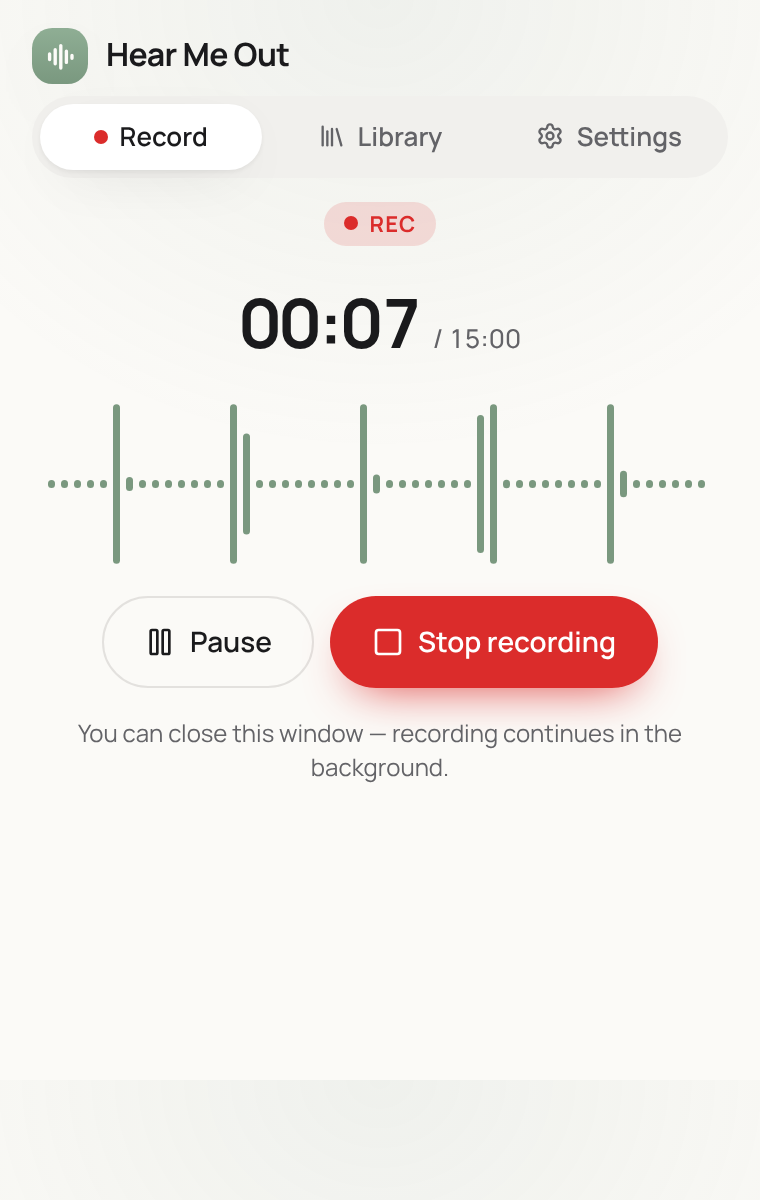 Hear Me Out
Record
Library
Settings
REC
00:07 / 15:00
Pause
Stop recording
You can close this window — recording continues in the
background.